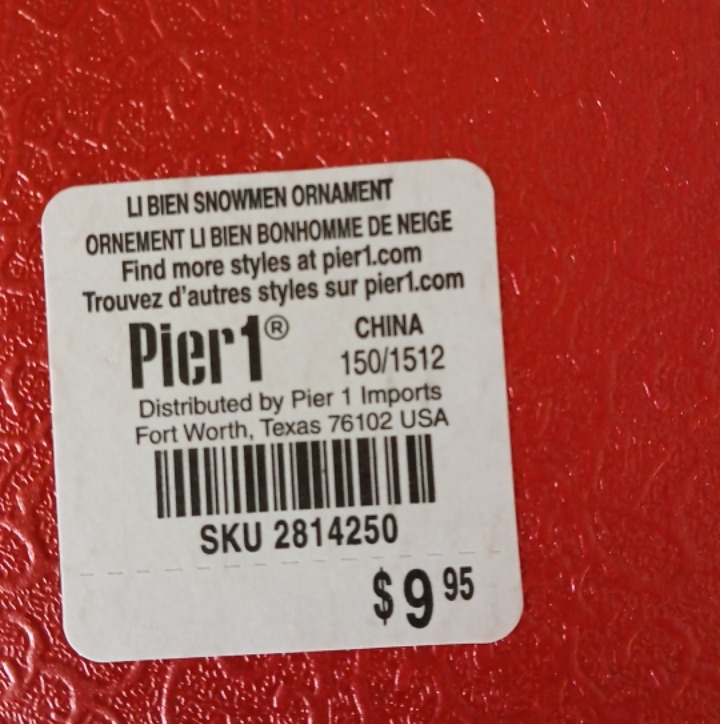 LI BIEN SNOWMEN ORNAMENT
ORNEMENT LI BIEN BONHOMME DE NEIGE
Find more styles at pier1.com
Trouvez d'autres styles sur pier1.com
Pier1® CHINA
150/1512
Distributed by Pier 1 Imports
Fort Worth, Texas 76102 USA
SKU 2814250
$9 95